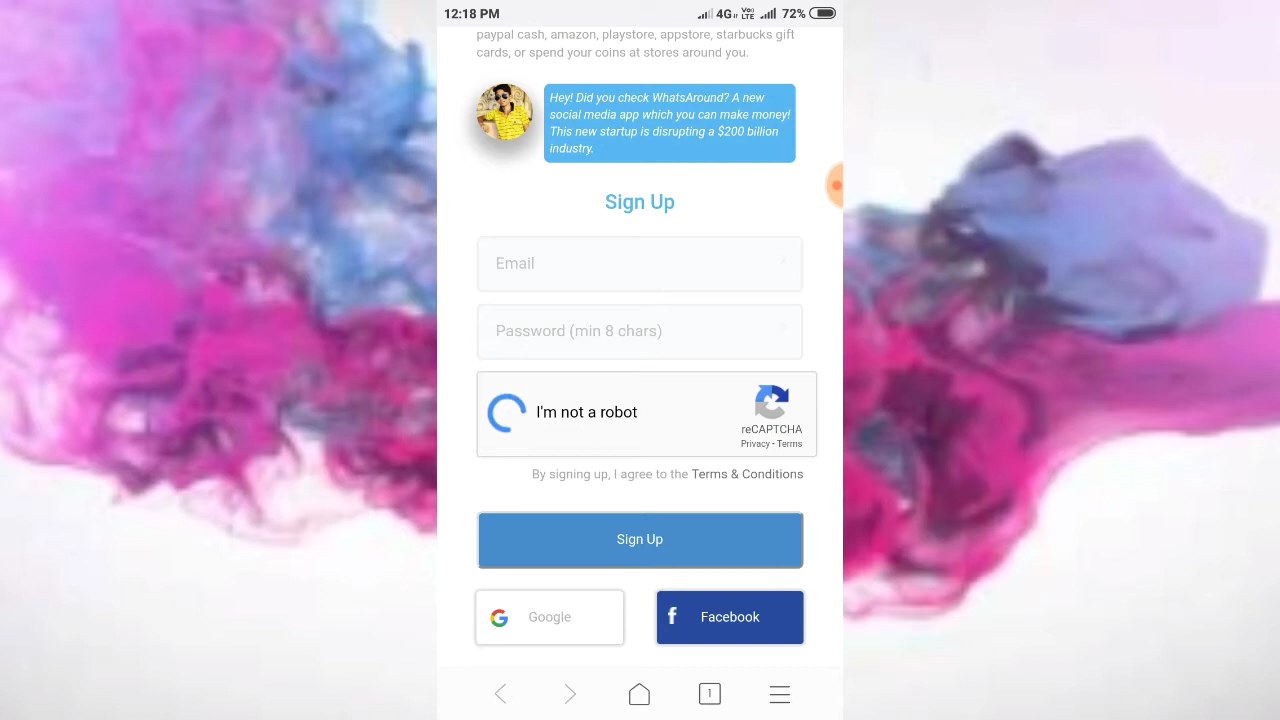 12:18 PM 4G Vo)) LTE 72%
paypal cash, amazon, playstore, appstore, starbucks gift
cards, or spend your coins at stores around you.
Hey! Did you check WhatsAround? A new
social media app which you can make money!
This new startup is disrupting a $200 billion
industry.
Sign Up
Email
Password (min 8 chars)
I'm not a robot
reCAPTCHA
Privacy - Terms
By signing up, I agree to the Terms & Conditions
Sign Up
Google
f Facebook
1